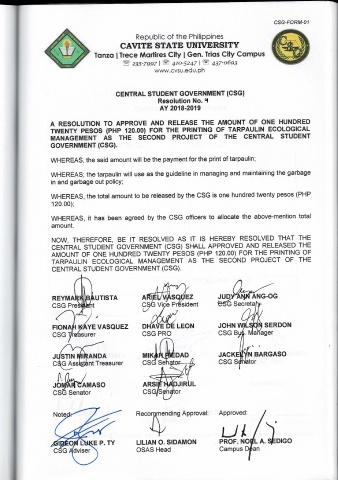 CSG-FORM-01
Republic of the Philippines
CAVITE STATE UNIVERSITY
Tanza | Trece Martires City | Gen. Trias City Campus
☏ 233-7097 | ☏ 410-5247 | ☏ 437-0693
www.cvsu.edu.ph
CENTRAL STUDENT GOVERNMENT (CSG)
Resolution No. 4
AY 2018-2019
A RESOLUTION TO APPROVE AND RELEASE THE AMOUNT OF ONE HUNDRED
TWENTY PESOS (PHP 120.00) FOR THE PRINTING OF TARPAULIN ECOLOGICAL
MANAGEMENT AS THE SECOND PROJECT OF THE CENTRAL STUDENT
GOVERNMENT (CSG).
WHEREAS, the said amount will be the payment for the print of tarpaulin;
WHEREAS, the tarpaulin will use as the guideline in managing and maintaining the garbage
in and garbage out policy;
WHEREAS, the total amount to be released by the CSG is one hundred twenty pesos (PHP
120.00);
WHEREAS, it has been agreed by the CSG officers to allocate the above-mention total
amount.
NOW, THEREFORE, BE IT RESOLVED AS IT IS HEREBY RESOLVED THAT THE
CENTRAL STUDENT GOVERNMENT (CSG) SHALL APPROVED AND RELEASED THE
AMOUNT OF ONE HUNDRED TWENTY PESOS (PHP 120.00) FOR THE PRINTING OF
TARPAULIN ECOLOGICAL MANAGEMENT AS THE SECOND PROJECT OF THE
CENTRAL STUDENT GOVERNMENT (CSG).
REYMARK BAUTISTA ARIEL VASQUEZ JUDY ANN ANG-OG
CSG President CSG Vice President CSG Secretary
FIONAH KAYE VASQUEZ DHAVE DE LEON JOHN WILSON SERDON
CSG Treasurer CSG PRO CSG Bus. Manager
JUSTIN MIRANDA MIKAH PIEDAD JACKELYN BARGASO
CSG Assistant Treasurer CSG Senator CSG Senator
JOMAR CAMASO ARSIE HADJIRUL
CSG Senator CSG Senator
Noted: Recommending Approval: Approved:
GIDEON LUKE P. TY LILIAN O. SIDAMON PROF. NOEL A. SEDIGO
CSG Adviser OSAS Head Campus Dean